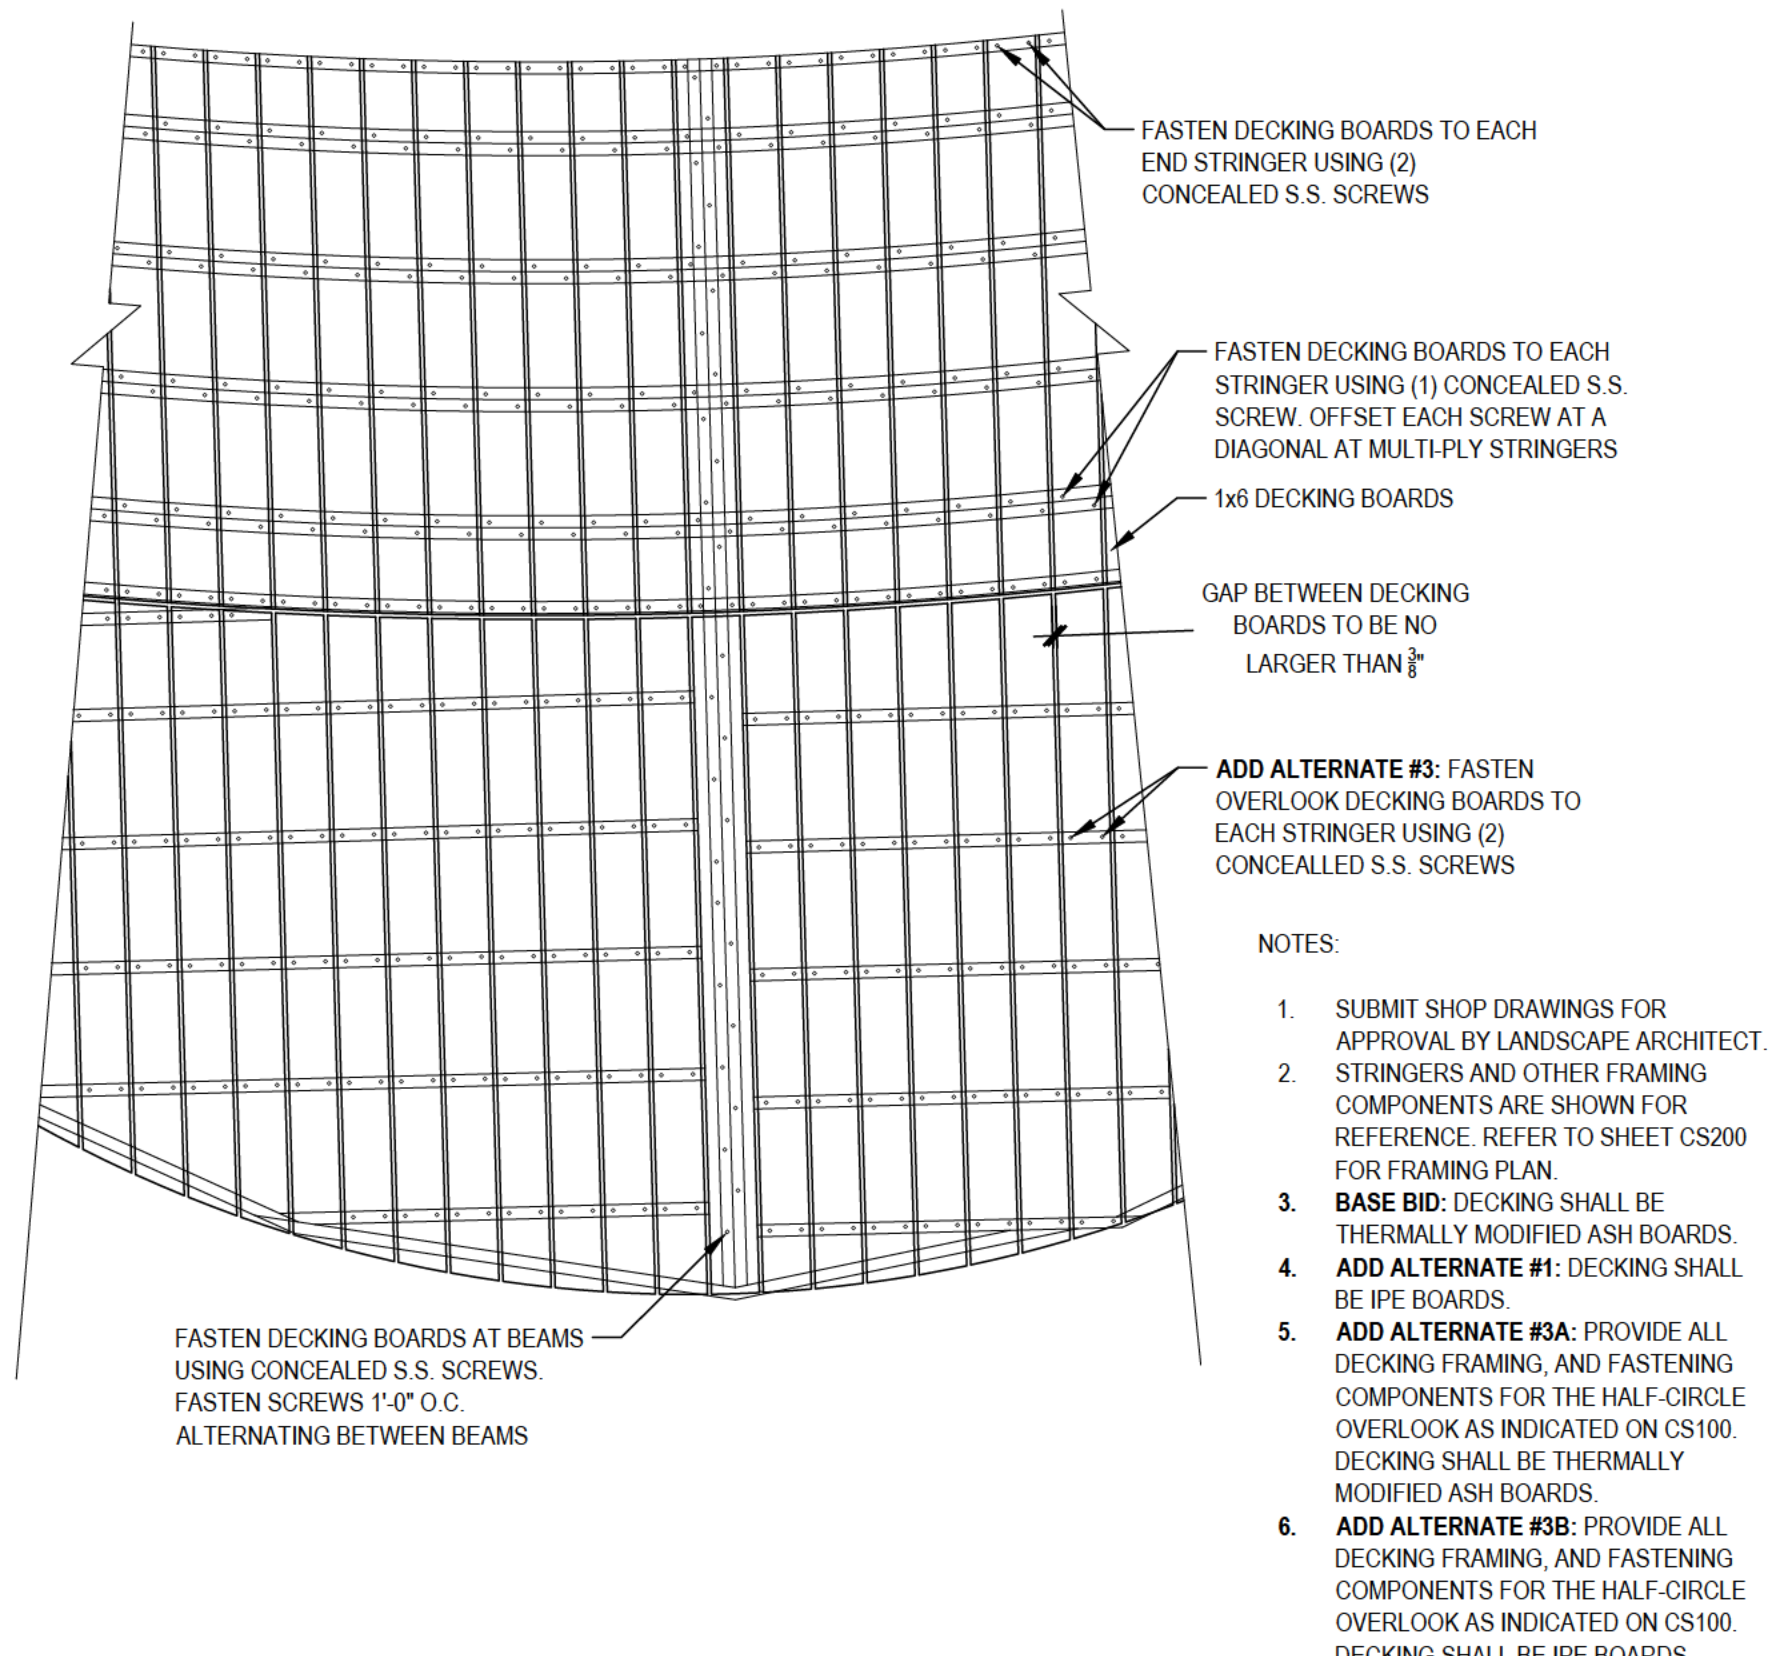 FASTEN DECKING BOARDS TO EACH
END STRINGER USING (2)
CONCEALED S.S. SCREWS
FASTEN DECKING BOARDS TO EACH
STRINGER USING (1) CONCEALED S.S.
SCREW. OFFSET EACH SCREW AT A
DIAGONAL AT MULTI-PLY STRINGERS
1x6 DECKING BOARDS
GAP BETWEEN DECKING
BOARDS TO BE NO
LARGER THAN 3/8"
ADD ALTERNATE #3: FASTEN
OVERLOOK DECKING BOARDS TO
EACH STRINGER USING (2)
CONCEALLED S.S. SCREWS
FASTEN DECKING BOARDS AT BEAMS
USING CONCEALED S.S. SCREWS.
FASTEN SCREWS 1'-0" O.C.
ALTERNATING BETWEEN BEAMS
NOTES:
1. SUBMIT SHOP DRAWINGS FOR
APPROVAL BY LANDSCAPE ARCHITECT.
2. STRINGERS AND OTHER FRAMING
COMPONENTS ARE SHOWN FOR
REFERENCE. REFER TO SHEET CS200
FOR FRAMING PLAN.
3. BASE BID: DECKING SHALL BE
THERMALLY MODIFIED ASH BOARDS.
4. ADD ALTERNATE #1: DECKING SHALL
BE IPE BOARDS.
5. ADD ALTERNATE #3A: PROVIDE ALL
DECKING FRAMING, AND FASTENING
COMPONENTS FOR THE HALF-CIRCLE
OVERLOOK AS INDICATED ON CS100.
DECKING SHALL BE THERMALLY
MODIFIED ASH BOARDS.
6. ADD ALTERNATE #3B: PROVIDE ALL
DECKING FRAMING, AND FASTENING
COMPONENTS FOR THE HALF-CIRCLE
OVERLOOK AS INDICATED ON CS100.
DECKING SHALL BE IPE BOARDS